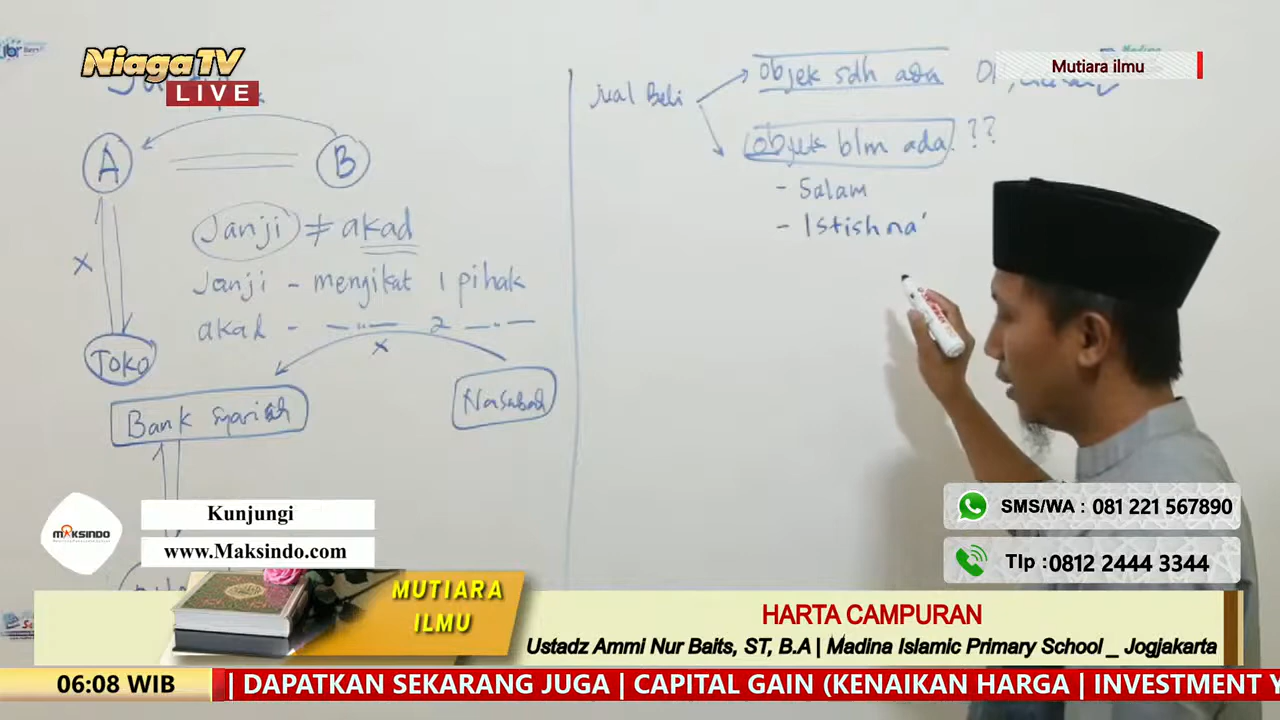 Niaga TV
LIVE
Mutiara ilmu
A
B
Janji ≠ akad
Janji - mengikat 1 pihak
akad - —〃— 2 —〃—
x
x
Toko
Bank syariah
Nasabah
Jual Beli
objek sdh ada
objek blm ada ??
- Salam
- Istishna'
MAKSINDO
Kunjungi
www.Maksindo.com
SMS/WA : 081 221 567890
Tlp : 0812 2444 3344
MUTIARA
ILMU
HARTA CAMPURAN
Ustadz Ammi Nur Baits, ST, B.A | Madina Islamic Primary School _ Jogjakarta
06:08 WIB
| DAPATKAN SEKARANG JUGA | CAPITAL GAIN (KENAIKAN HARGA | INVESTMENT Y